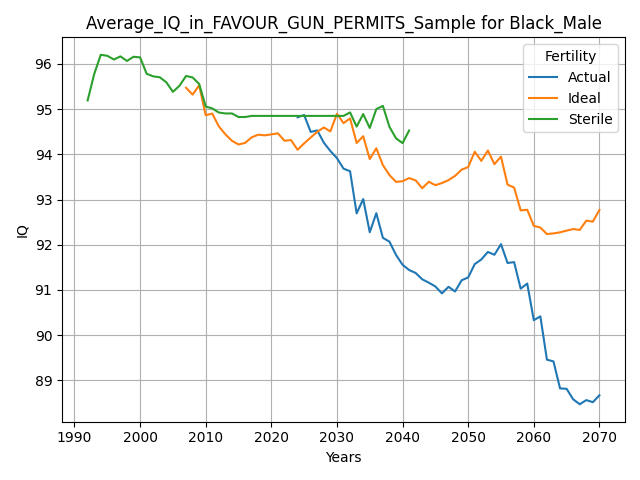 Average_IQ_in_FAVOUR_GUN_PERMITS_Sample for Black_Male
Fertility
Actual
Ideal
Sterile
IQ
96
95
94
93
92
91
90
89
1990 2000 2010 2020 2030 2040 2050 2060 2070
Years